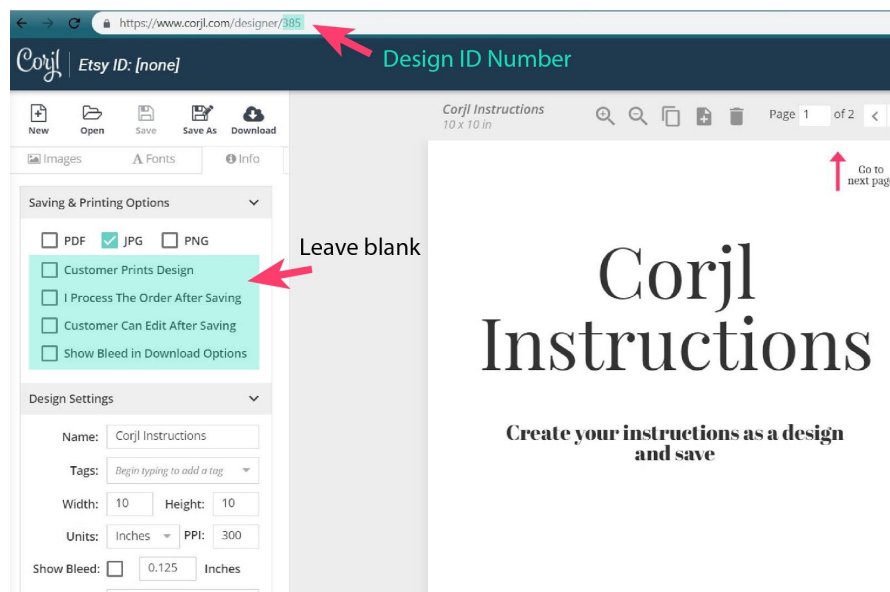 https://www.corjl.com/designer/385
Design ID Number
Corjl Etsy ID: [none]
New Open Save Save As Download
Corjl Instructions
10 x 10 in
Page 1 of 2 <
Images A Fonts Info
Go to
next page
Saving & Printing Options
PDF JPG PNG
Leave blank
Customer Prints Design
I Process The Order After Saving
Customer Can Edit After Saving
Show Bleed in Download Options
Corjl
Instructions
Design Settings
Name: Corjl Instructions
Create your instructions as a design
and save
Tags: Begin typing to add a tag
Width: 10 Height: 10
Units: Inches PPI: 300
Show Bleed: 0.125 Inches